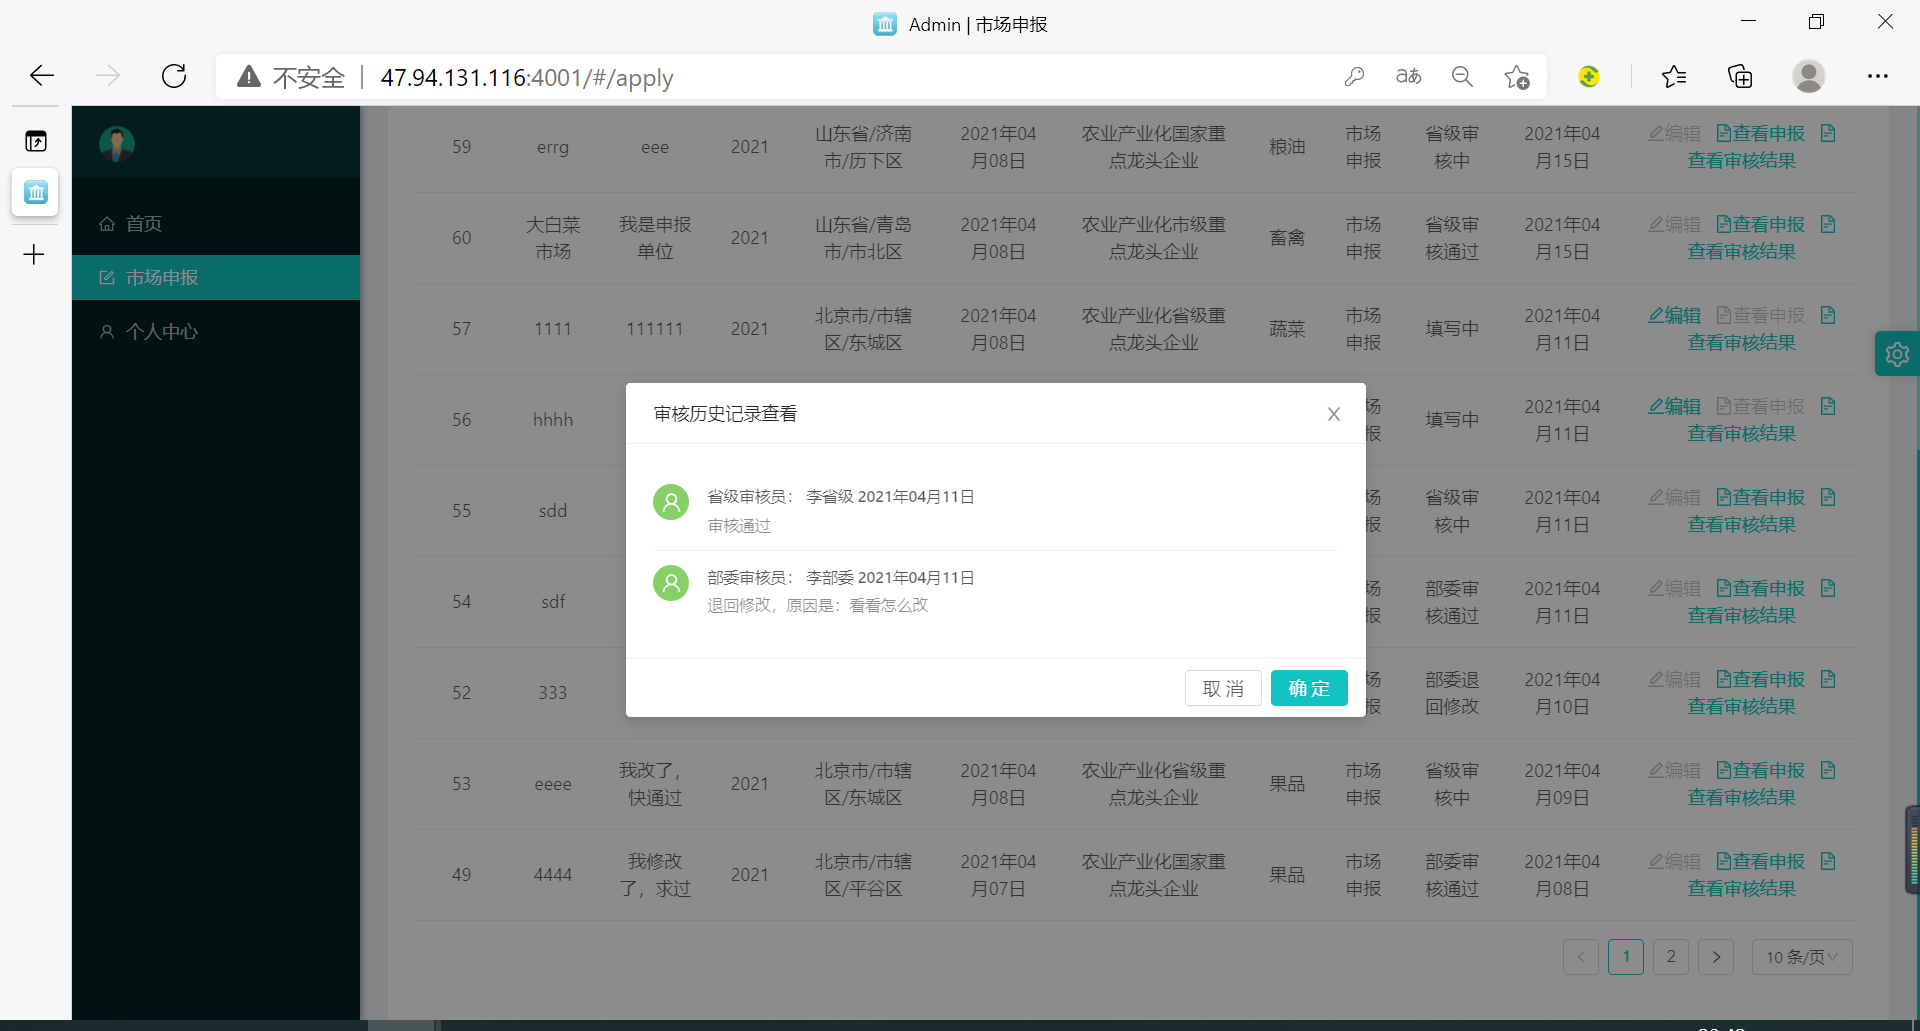 Admin | 市场申报
不安全 | 47.94.131.116:4001/#/apply
首页
市场申报
个人中心
59 errg eee 2021 山东省/济南 2021年04 农业产业化国家重 粮油 市场 省级审 2021年04 编辑 查看申报
市/历下区 月08日 点龙头企业 申报 核中 月15日 查看审核结果
60 大白菜 我是申报 2021 山东省/青岛 2021年04 农业产业化市级重 畜禽 市场 省级审 2021年04 编辑 查看申报
市场 单位 市/市北区 月08日 点龙头企业 申报 核通过 月15日 查看审核结果
57 1111 111111 2021 北京市/市辖 2021年04 农业产业化省级重 蔬菜 市场 填写中 2021年04 编辑 查看申报
区/东城区 月08日 点龙头企业 申报 月11日 查看审核结果
56 hhhh 场 填写中 2021年04 编辑 查看申报
报 月11日 查看审核结果
55 sdd 场 省级审 2021年04 编辑 查看申报
报 核中 月11日 查看审核结果
54 sdf 场 部委审 2021年04 编辑 查看申报
报 核通过 月11日 查看审核结果
52 333 场 部委退 2021年04 编辑 查看申报
报 回修改 月10日 查看审核结果
53 eeee 我改了， 2021 北京市/市辖 2021年04 农业产业化省级重 果品 市场 省级审 2021年04 编辑 查看申报
快通过 区/东城区 月08日 点龙头企业 申报 核中 月09日 查看审核结果
49 4444 我修改 2021 北京市/市辖 2021年04 农业产业化国家重 果品 市场 部委审 2021年04 编辑 查看申报
了，求过 区/平谷区 月07日 点龙头企业 申报 核通过 月08日 查看审核结果
审核历史记录查看
省级审核员： 李省级 2021年04月11日
审核通过
部委审核员： 李部委 2021年04月11日
退回修改，原因是：看看怎么改
取 消 确 定
1 2 10 条/页